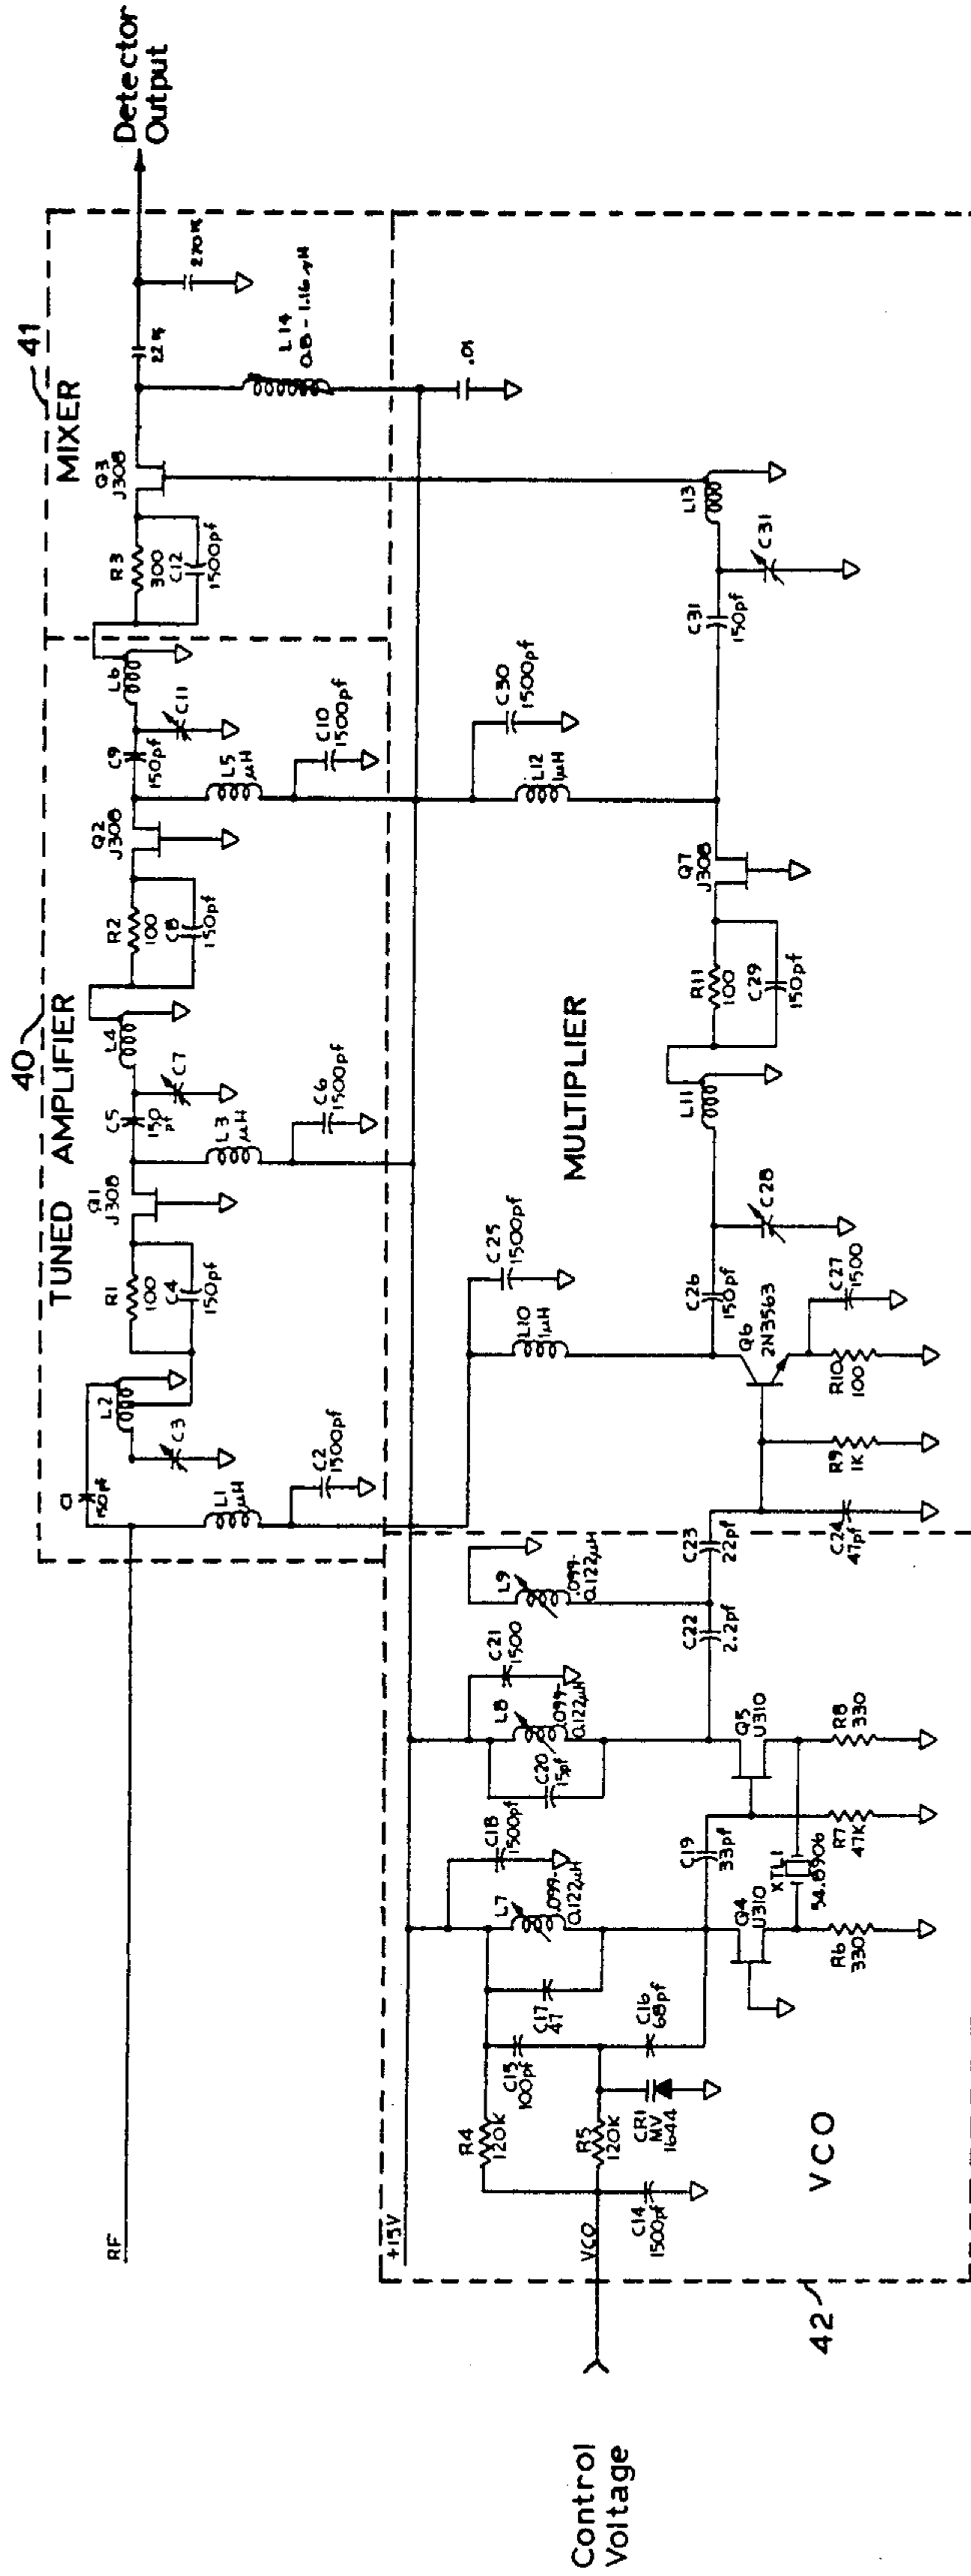 40
TUNED AMPLIFIER
41
MIXER
Detector
Output
RF
C1
150pf
L1
μH
C2
1500pf
L2
C3
R1
100
C4
150pf
Q1
J308
L3
μH
C5
150
pf
C6
1500pf
C7
L4
R2
100
C8
150pf
Q2
J308
L5
μH
C9
150pf
C10
1500pf
C11
L6
R3
300
C12
1500pf
Q3
J308
L14
0.8-1.16μH
.01
+15V
MULTIPLIER
L10
1μH
C25
1500pf
C26
150pf
Q6
2N3563
C27
1500
R10
100
R9
1K
C24
47pf
C23
22pf
C28
L11
R11
100
C29
150pf
Q7
J308
L12
1μH
C30
1500pf
C31
150pf
C31
L13
Control
Voltage
VCO
42
VCO
C14
1500pf
R4
120K
R5
120K
CR1
MV
1644
C15
100pf
C16
68pf
C17
47
L7
.099-
0.122μH
C18
1500pf
Q4
U310
R6
330
XTL1
R7
47K
C19
33pf
C20
15pf
L8
.099-
0.122μH
C21
1500
Q5
U310
R8
330
C22
2.2pf
L9
.099-
0.122μH